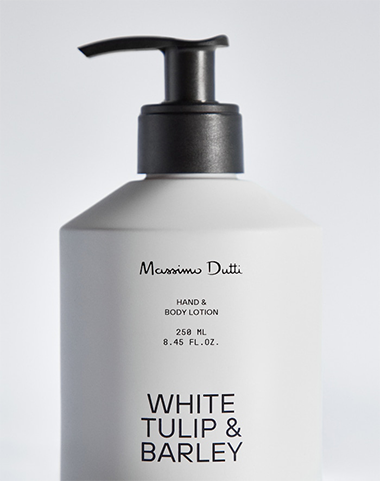 Massimo Dutti
HAND &
BODY LOTION
250 ML
8.45 FL.OZ.
WHITE
TULIP &
BARLEY